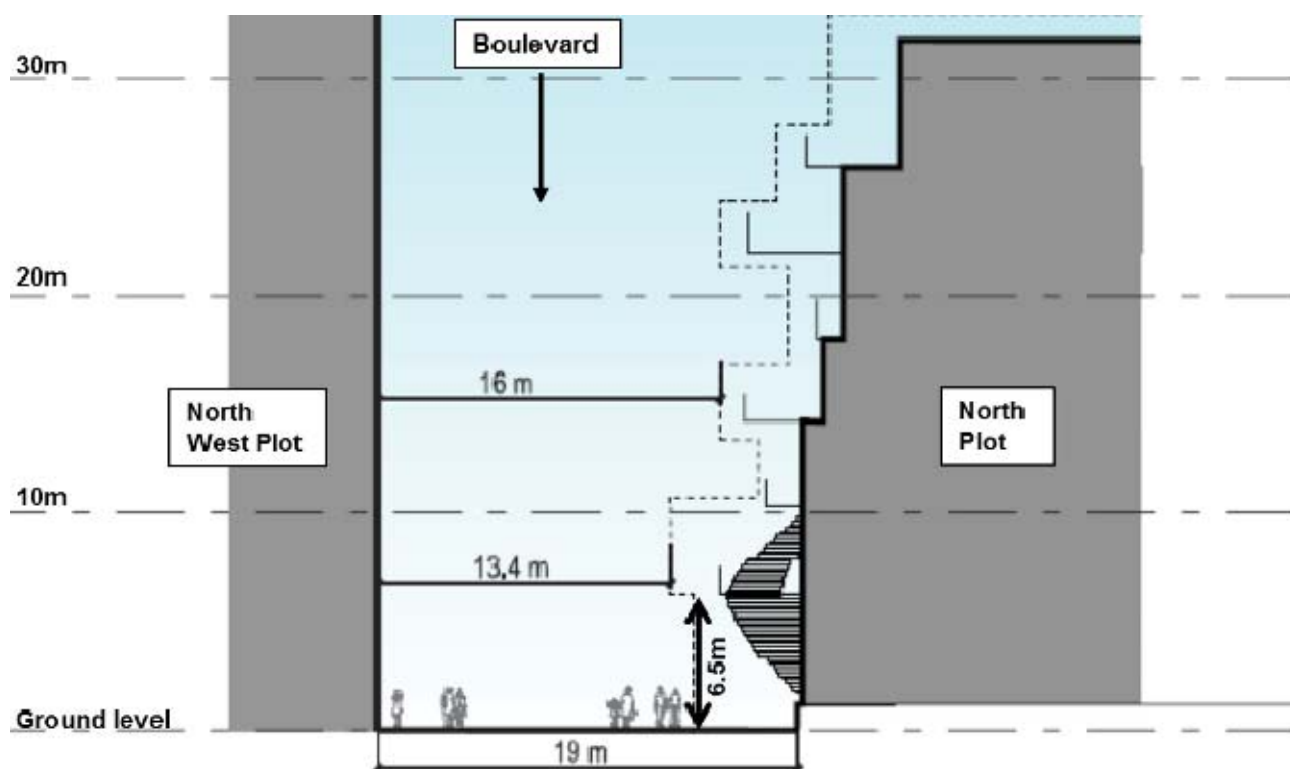 Boulevard
30m
20m
16 m
North
West Plot
North
Plot
10m
13.4 m
6.5m
Ground level
19 m